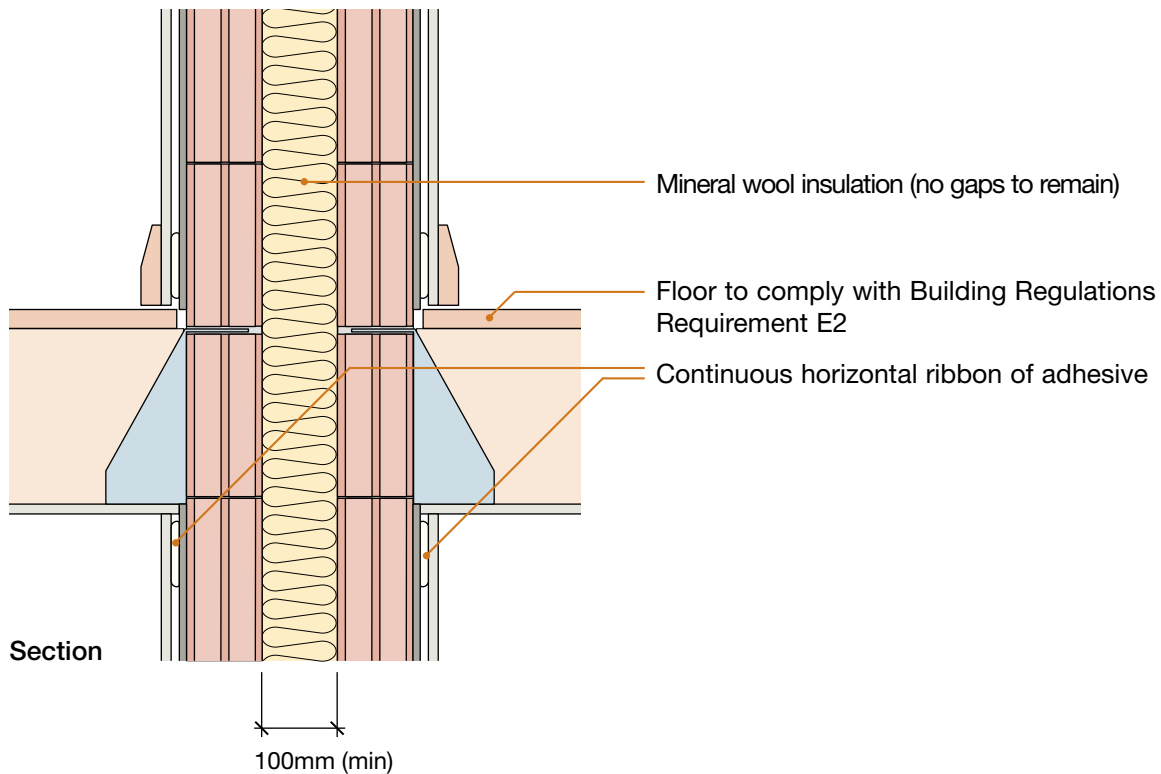 Mineral wool insulation (no gaps to remain)
Floor to comply with Building Regulations
Requirement E2
Continuous horizontal ribbon of adhesive
Section
100mm (min)